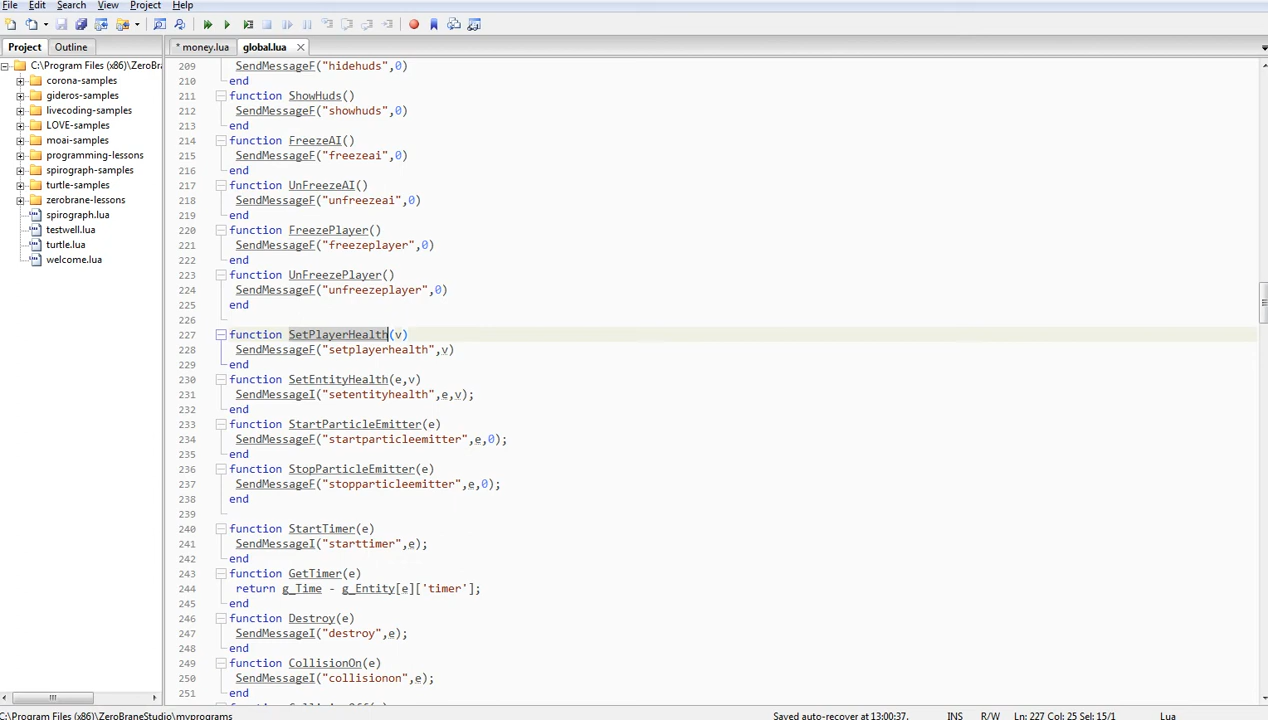 File Edit Search View Project Help
Project Outline * money.lua global.lua
C:\Program Files (x86)\ZeroBra
corona-samples
gideros-samples
livecoding-samples
LOVE-samples
moai-samples
programming-lessons
spirograph-samples
turtle-samples
zerobrane-lessons
spirograph.lua
testwell.lua
turtle.lua
welcome.lua
209 SendMessageF("hidehuds",0)
210 end
211 function ShowHuds()
212 SendMessageF("showhuds",0)
213 end
214 function FreezeAI()
215 SendMessageF("freezeai",0)
216 end
217 function UnFreezeAI()
218 SendMessageF("unfreezeai",0)
219 end
220 function FreezePlayer()
221 SendMessageF("freezeplayer",0)
222 end
223 function UnFreezePlayer()
224 SendMessageF("unfreezeplayer",0)
225 end
226
227 function SetPlayerHealth(v)
228 SendMessageF("setplayerhealth",v)
229 end
230 function SetEntityHealth(e,v)
231 SendMessageI("setentityhealth",e,v);
232 end
233 function StartParticleEmitter(e)
234 SendMessageF("startparticleemitter",e,0);
235 end
236 function StopParticleEmitter(e)
237 SendMessageF("stopparticleemitter",e,0);
238 end
239
240 function StartTimer(e)
241 SendMessageI("starttimer",e);
242 end
243 function GetTimer(e)
244 return g_Time - g_Entity[e]['timer'];
245 end
246 function Destroy(e)
247 SendMessageI("destroy",e);
248 end
249 function CollisionOn(e)
250 SendMessageI("collisionon",e);
251 end
C:\Program Files (x86)\ZeroBraneStudio\myprograms Saved auto-recover at 13:00:37. INS R/W Ln: 227 Col: 25 Sel: 15/1 Lua